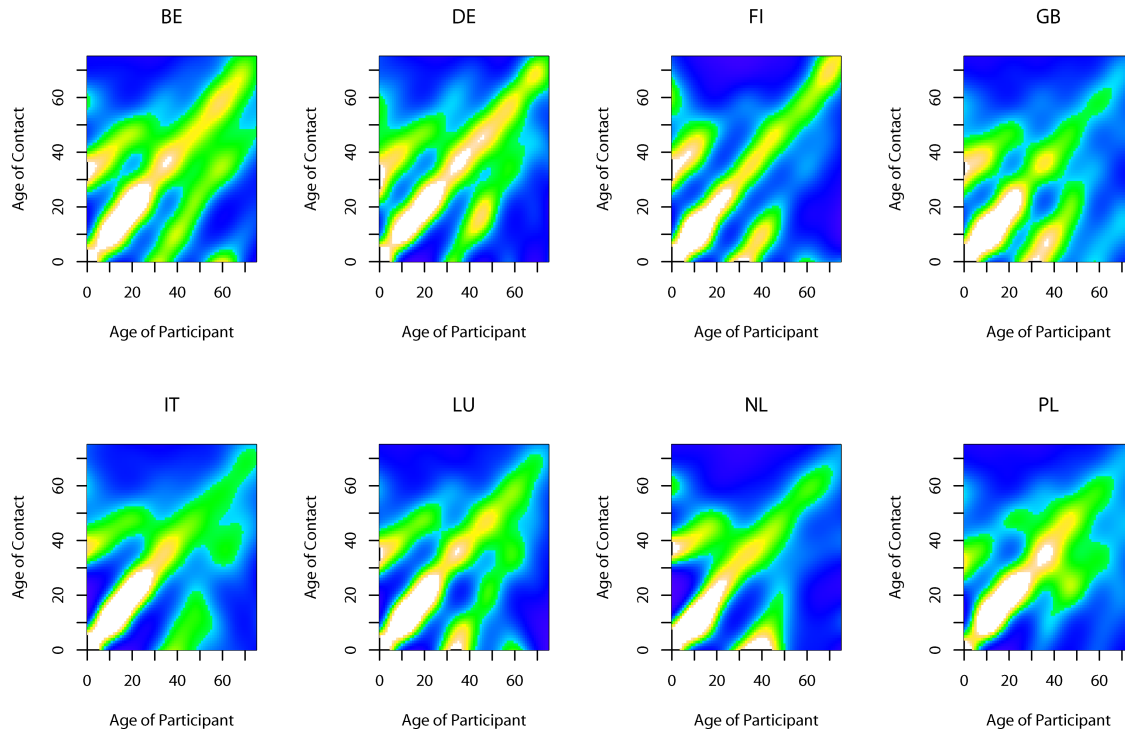 BE DE FI GB
Age of Contact Age of Contact Age of Contact Age of Contact
60 60 60 60
40 40 40 40
20 20 20 20
0 0 0 0
0 20 40 60 0 20 40 60 0 20 40 60 0 20 40 60
Age of Participant Age of Participant Age of Participant Age of Participant
IT LU NL PL
Age of Contact Age of Contact Age of Contact Age of Contact
60 60 60 60
40 40 40 40
20 20 20 20
0 0 0 0
0 20 40 60 0 20 40 60 0 20 40 60 0 20 40 60
Age of Participant Age of Participant Age of Participant Age of Participant